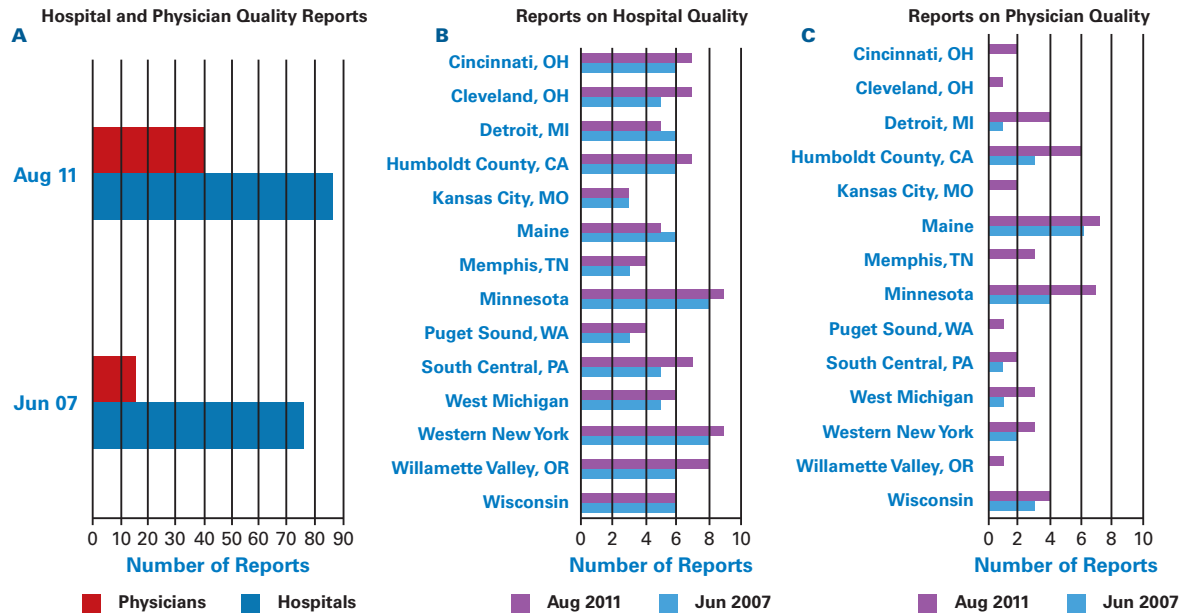 Hospital and Physician Quality Reports
A
Aug 11
Jun 07
0 10 20 30 40 50 60 70 80 90
Number of Reports
Physicians Hospitals
Reports on Hospital Quality
B
Cincinnati, OH
Cleveland, OH
Detroit, MI
Humboldt County, CA
Kansas City, MO
Maine
Memphis, TN
Minnesota
Puget Sound, WA
South Central, PA
West Michigan
Western New York
Willamette Valley, OR
Wisconsin
0 2 4 6 8 10
Number of Reports
Aug 2011 Jun 2007
Reports on Physician Quality
C
Cincinnati, OH
Cleveland, OH
Detroit, MI
Humboldt County, CA
Kansas City, MO
Maine
Memphis, TN
Minnesota
Puget Sound, WA
South Central, PA
West Michigan
Western New York
Willamette Valley, OR
Wisconsin
0 2 4 6 8 10
Number of Reports
Aug 2011 Jun 2007